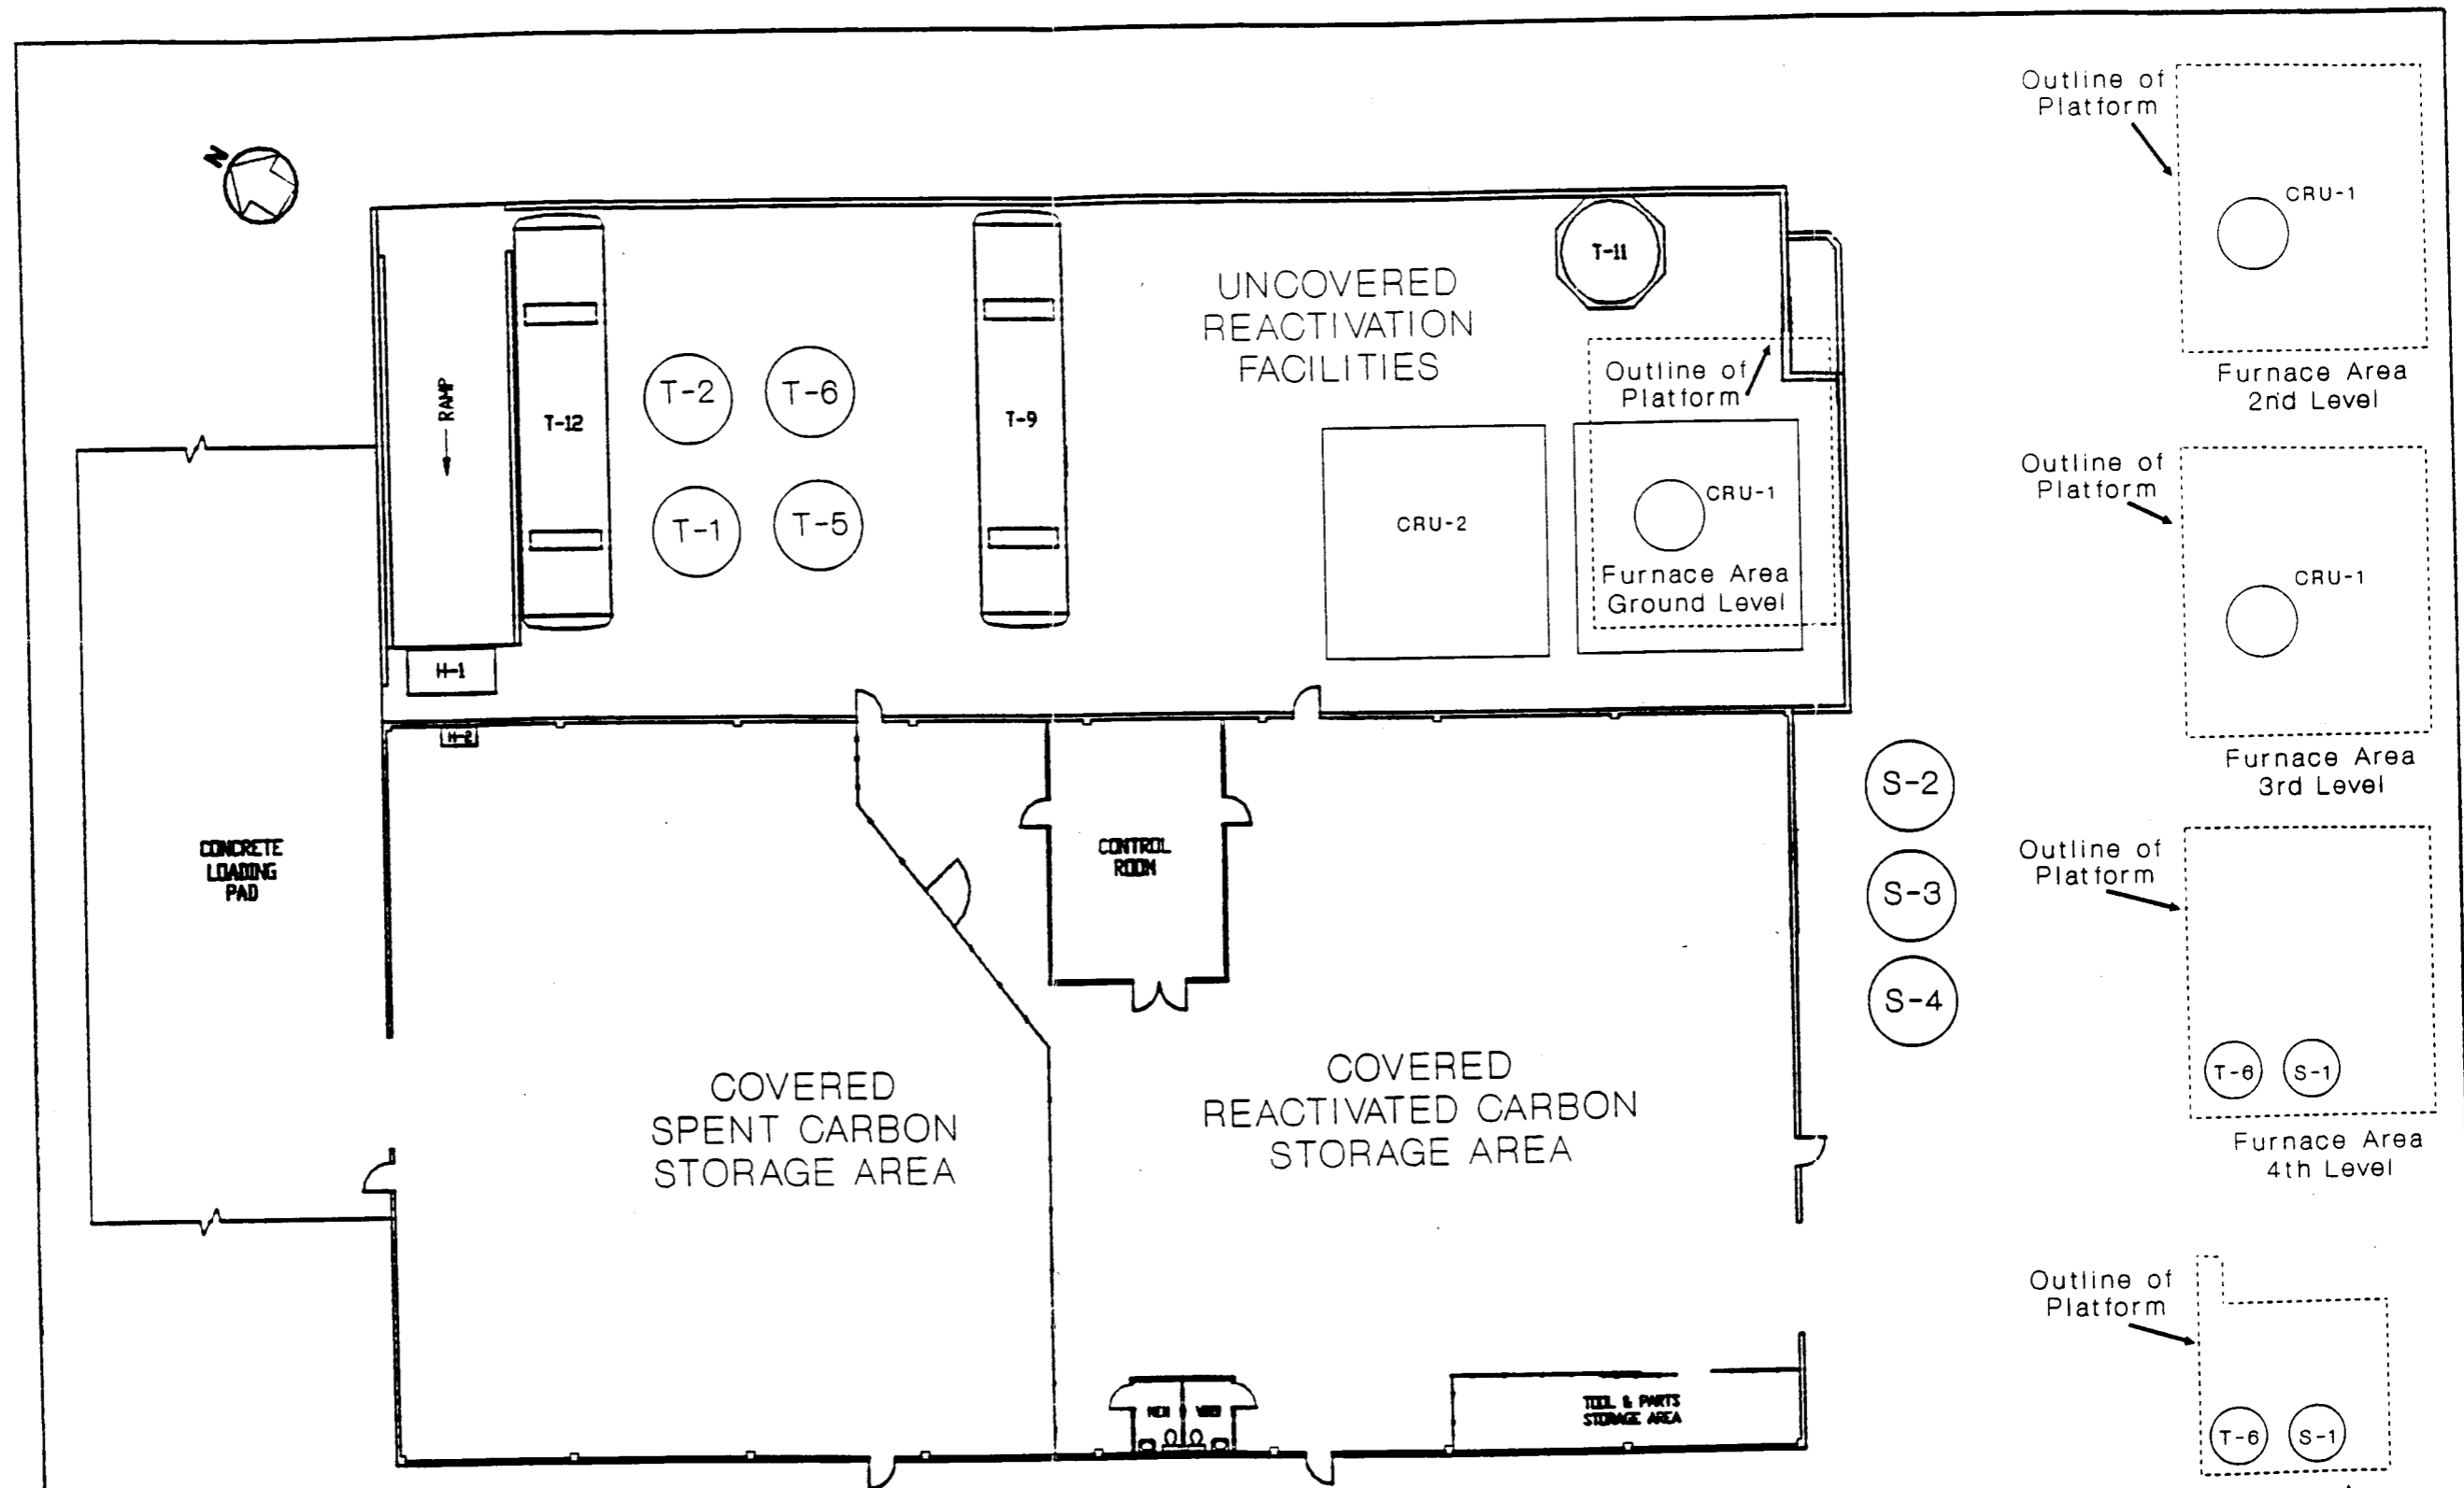 N
RAMP
T-12
T-2
T-6
T-1
T-5
T-9
UNCOVERED
REACTIVATION
FACILITIES
T-11
Outline of
Platform
CRU-2
CRU-1
Furnace Area
Ground Level
H-1
H-2
CONCRETE
LOADING
PAD
CONTROL
ROOM
COVERED
SPENT CARBON
STORAGE AREA
COVERED
REACTIVATED CARBON
STORAGE AREA
MEN
TOOL & PARTS
STORAGE AREA
S-2
S-3
S-4
Outline of
Platform
CRU-1
Furnace Area
2nd Level
Outline of
Platform
CRU-1
Furnace Area
3rd Level
Outline of
Platform
T-6
S-1
Furnace Area
4th Level
Outline of
Platform
T-6
S-1